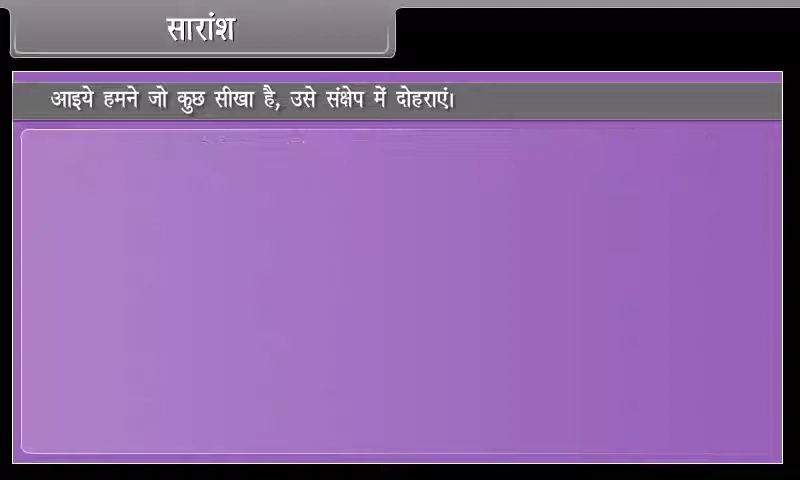 सारांश
आइये हमने जो कुछ सीखा है, उसे संक्षेप में दोहराएं।